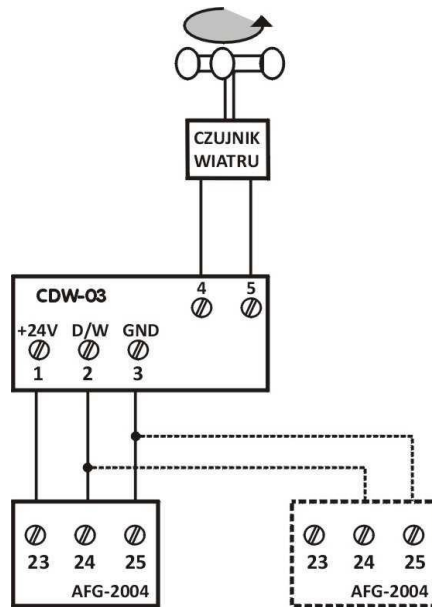 CZUJNIK
WIATRU
CDW-03
4 5
+24V D/W GND
1 2 3
23 24 25
AFG-2004
23 24 25
AFG-2004